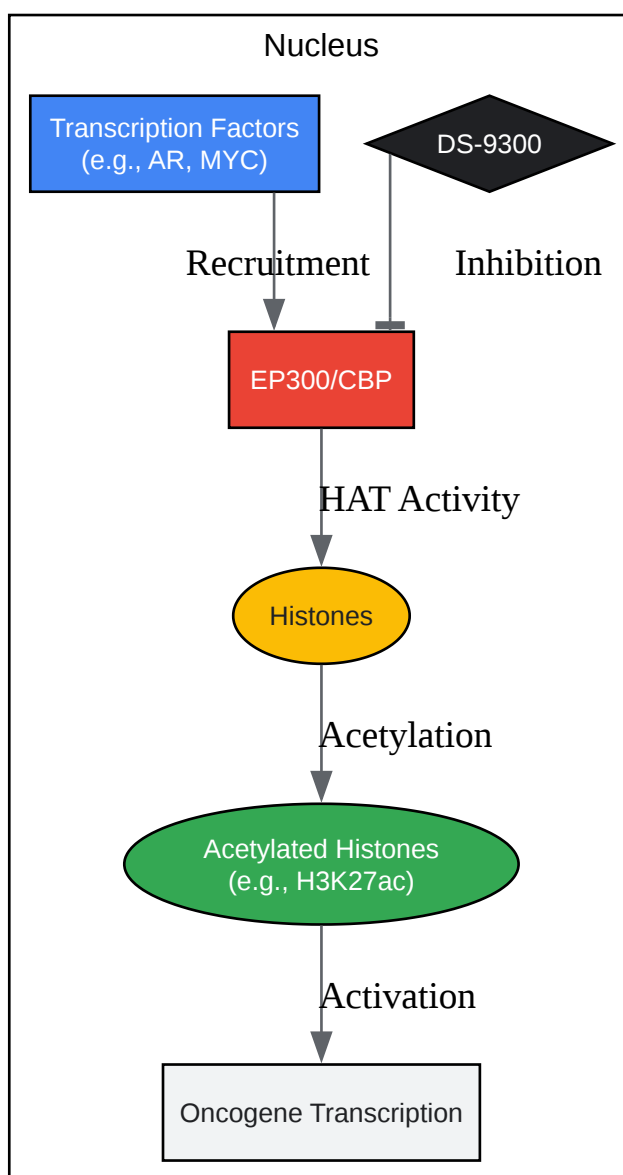 Nucleus
Transcription Factors
(e.g., AR, MYC)
DS-9300
Recruitment
Inhibition
EP300/CBP
HAT Activity
Histones
Acetylation
Acetylated Histones
(e.g., H3K27ac)
Activation
Oncogene Transcription